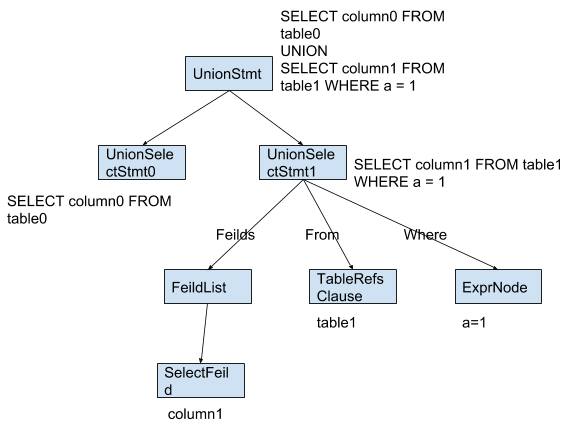 SELECT column0 FROM
table0
UNION
SELECT column1 FROM
table1 WHERE a = 1
UnionStmt
UnionSele
ctStmt0
UnionSele
ctStmt1
SELECT column1 FROM table1
WHERE a = 1
SELECT column0 FROM
table0
Feilds
From
Where
FeildList
TableRefs
Clause
ExprNode
table1
a=1
SelectFeil
d
column1